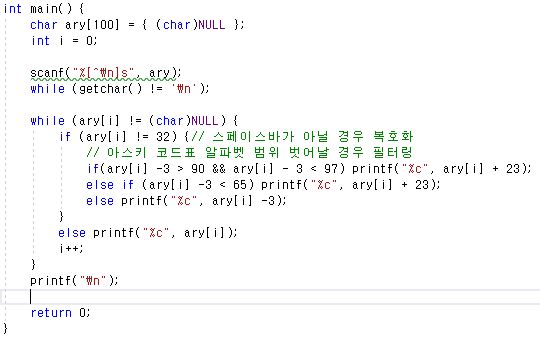 int main() {
    char ary[100] = { (char)NULL };
    int i = 0;

    scanf("%[^₩n]s", ary);
    while (getchar() != '₩n');

    while (ary[i] != (char)NULL) {
        if (ary[i] != 32) {// 스페이스바가 아닐 경우 복호화
            // 아스키 코드표 알파벳 범위 벗어날 경우 필터링
            if(ary[i] -3 > 90 && ary[i] - 3 < 97) printf("%c", ary[i] + 23);
            else if (ary[i] -3 < 65) printf("%c", ary[i] + 23);
            else printf("%c", ary[i] -3);
        }
        else printf("%c", ary[i]);
        i++;
    }
    printf("₩n");

    return 0;
}